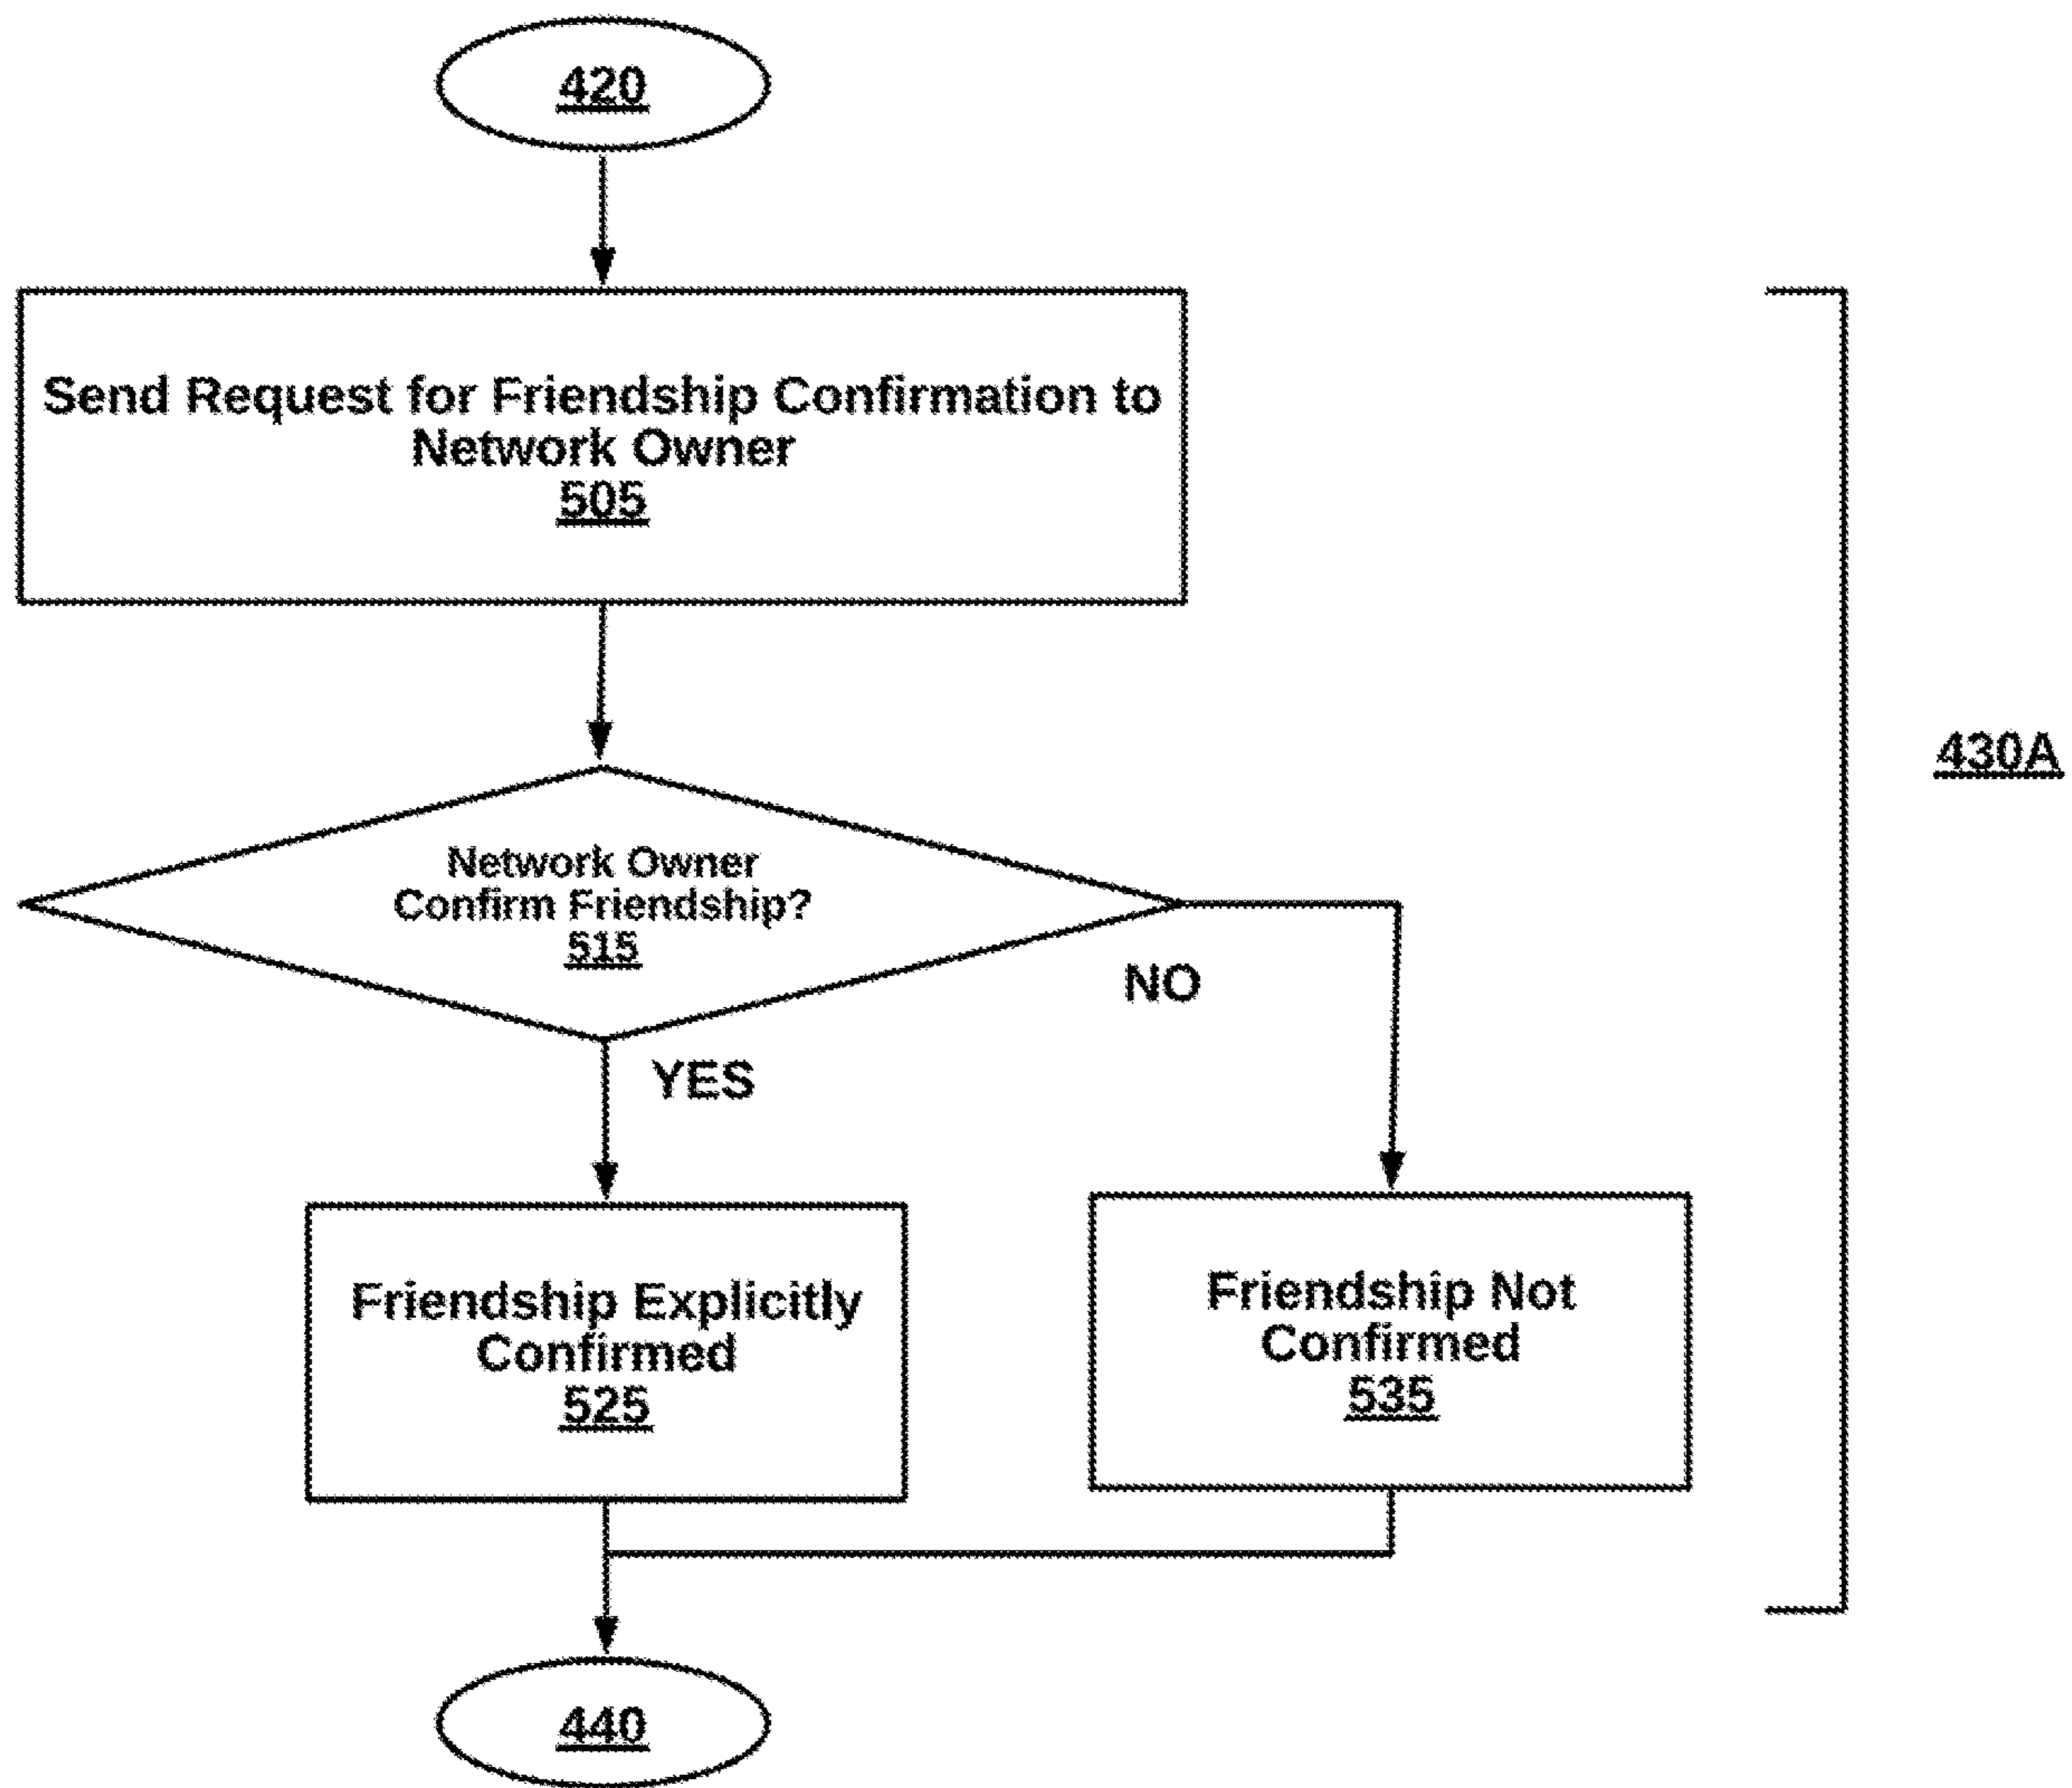 420
Send Request for Friendship Confirmation to
Network Owner
505
430A
Network Owner
Confirm Friendship?
515
NO
YES
Friendship Explicitly
Confirmed
525
Friendship Not
Confirmed
535
440